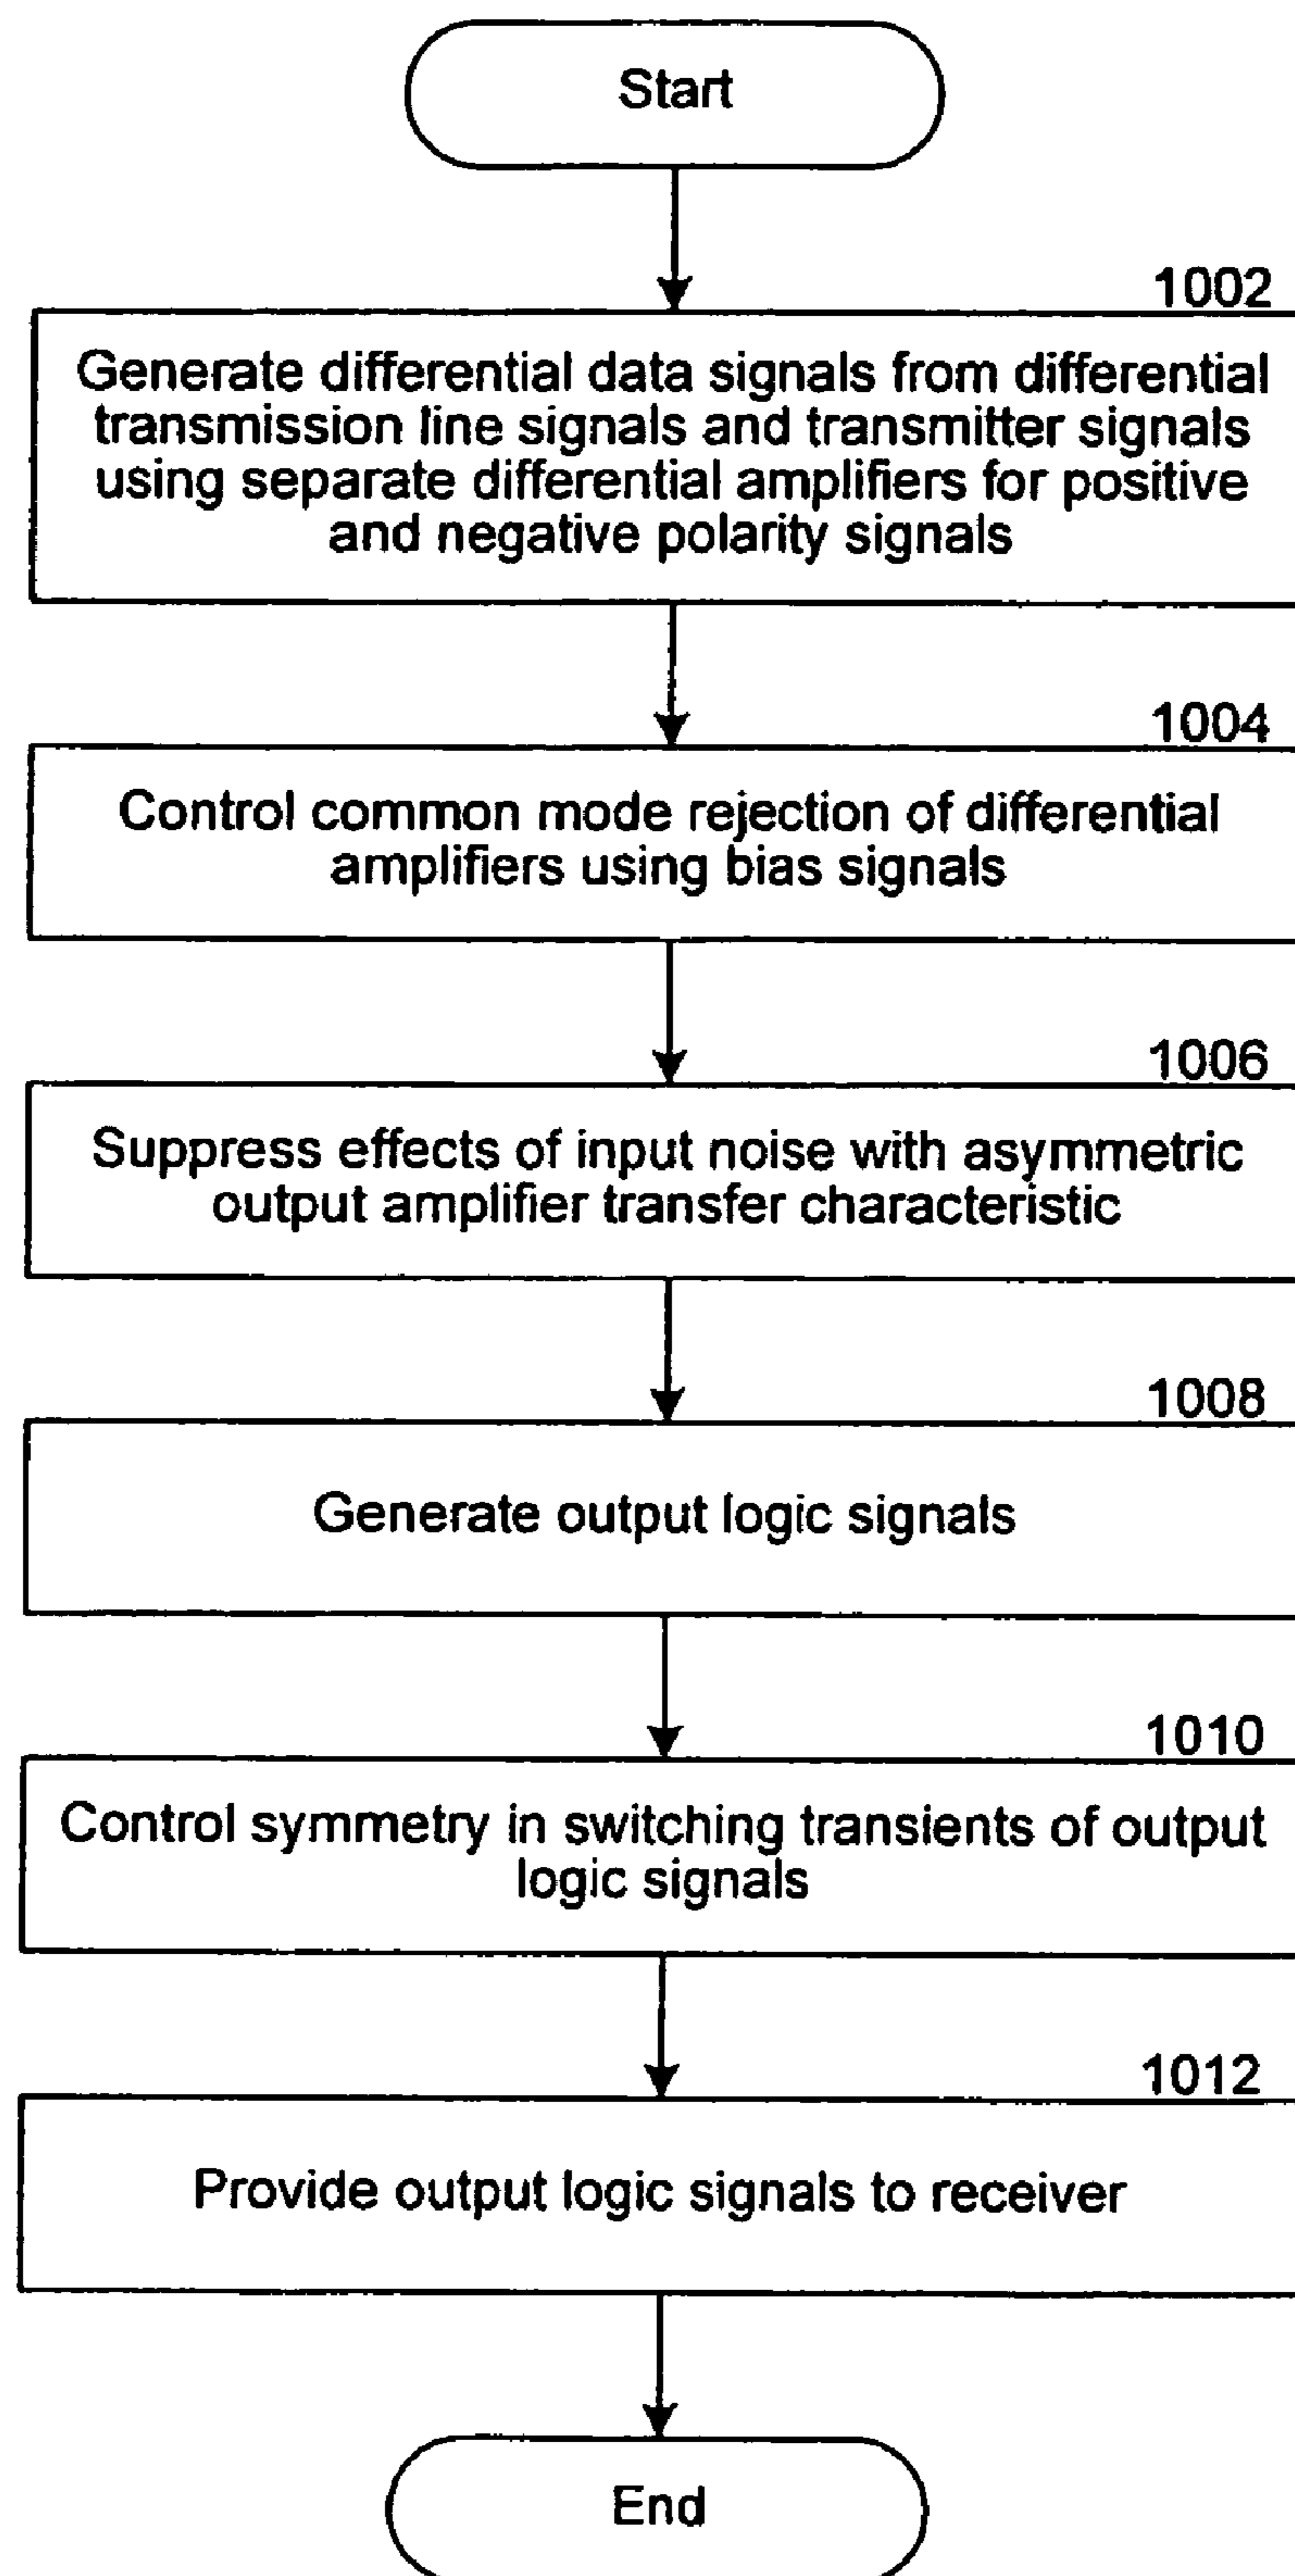 Start
1002
Generate differential data signals from differential
transmission line signals and transmitter signals
using separate differential amplifiers for positive
and negative polarity signals
1004
Control common mode rejection of differential
amplifiers using bias signals
1006
Suppress effects of input noise with asymmetric
output amplifier transfer characteristic
1008
Generate output logic signals
1010
Control symmetry in switching transients of output
logic signals
1012
Provide output logic signals to receiver
End